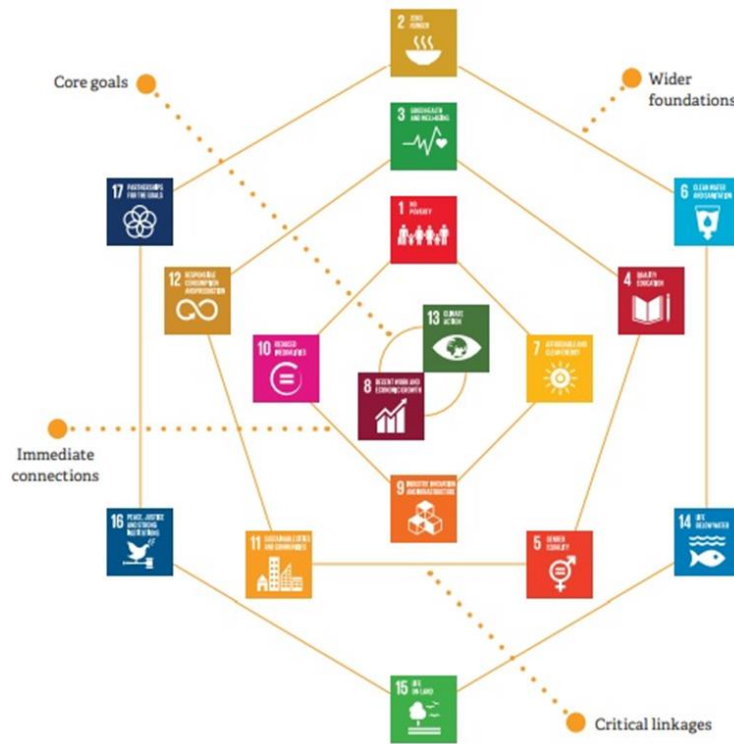 2 ZERO
HUNGER
Core goals
Wider
foundations
3 GOOD HEALTH
AND WELL-BEING
17 PARTNERSHIPS
FOR THE GOALS
6 CLEAN WATER
AND SANITATION
1 NO
POVERTY
12 RESPONSIBLE
CONSUMPTION
AND PRODUCTION
4 QUALITY
EDUCATION
13 CLIMATE
ACTION
10 REDUCED
INEQUALITIES
7 AFFORDABLE AND
CLEAN ENERGY
8 DECENT WORK AND
ECONOMIC GROWTH
Immediate
connections
9 INDUSTRY, INNOVATION
AND INFRASTRUCTURE
16 PEACE, JUSTICE
AND STRONG
INSTITUTIONS
11 SUSTAINABLE CITIES
AND COMMUNITIES
5 GENDER
EQUALITY
14 LIFE
BELOW WATER
15 LIFE
ON LAND
Critical linkages